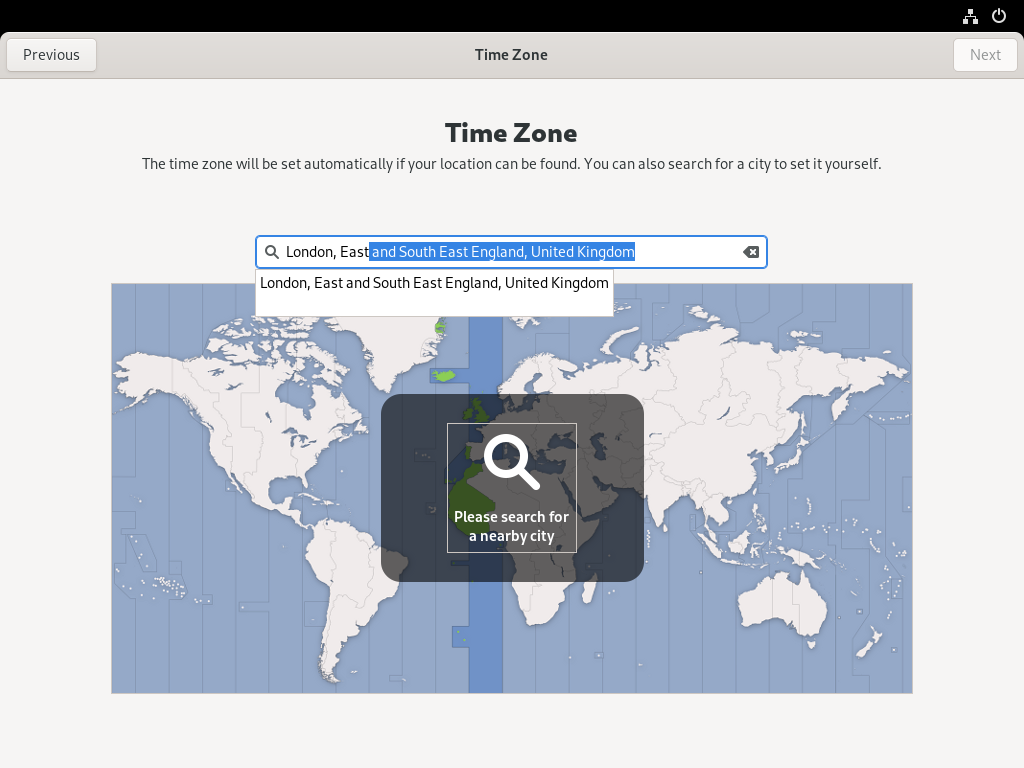 Previous
Time Zone
Next
Time Zone
The time zone will be set automatically if your location can be found. You can also search for a city to set it yourself.
London, East and South East England, United Kingdom
London, East and South East England, United Kingdom
Please search for
a nearby city